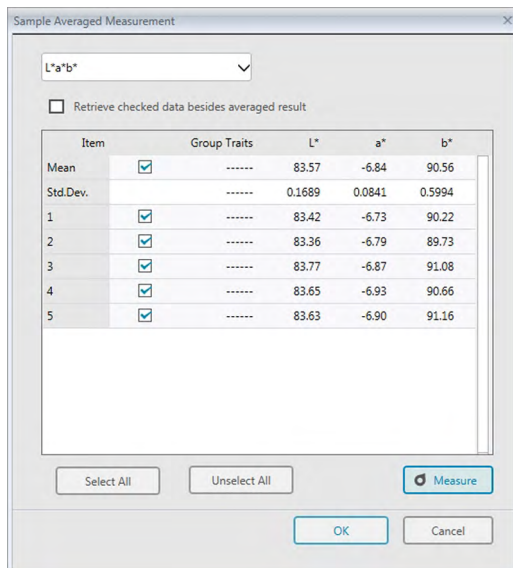 Sample Averaged Measurement
L*a*b*
Retrieve checked data besides averaged result
Item Group Traits L* a* b*
Mean ------ 83.57 -6.84 90.56
Std.Dev. ------ 0.1689 0.0841 0.5994
1 ------ 83.42 -6.73 90.22
2 ------ 83.36 -6.79 89.73
3 ------ 83.77 -6.87 91.08
4 ------ 83.65 -6.93 90.66
5 ------ 83.63 -6.90 91.16
Select All Unselect All Measure
OK Cancel